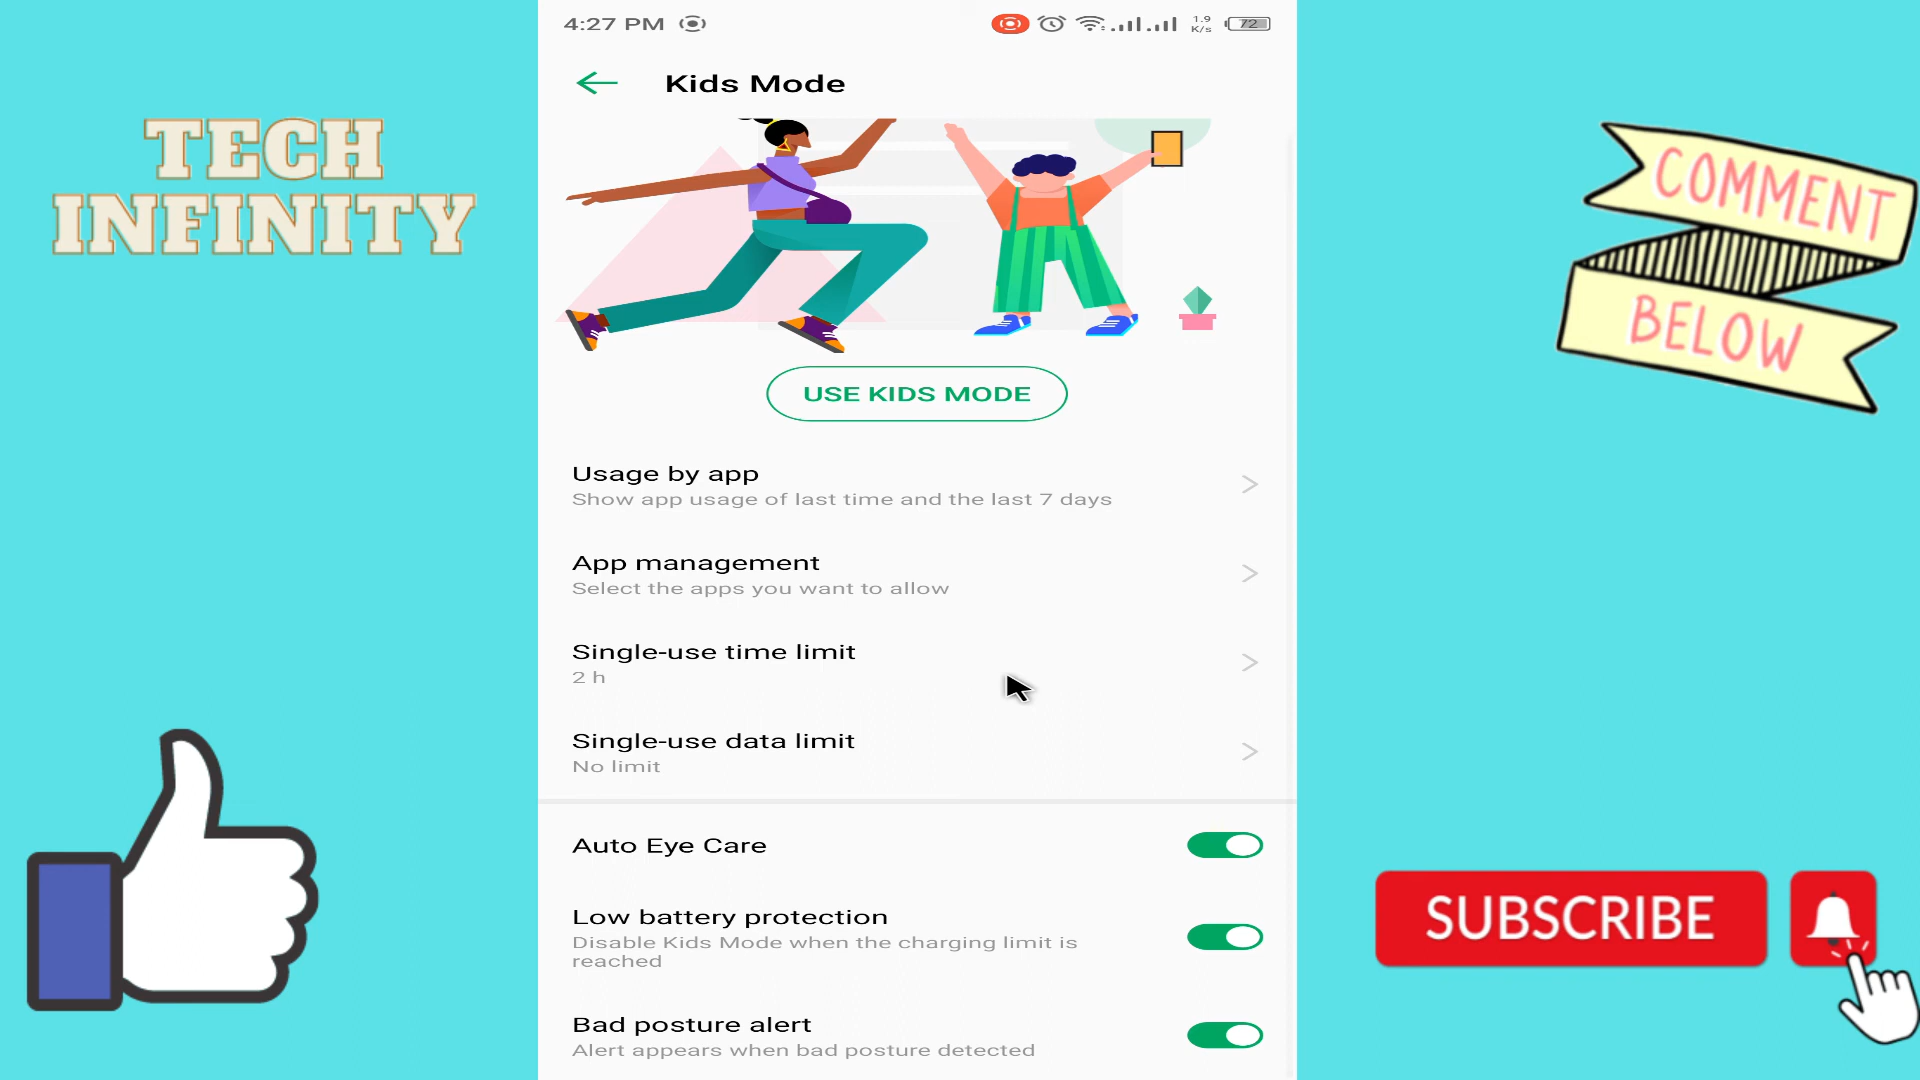 4:27 PM
1.9
K/s
72
Kids Mode
TECH
INFINITY
COMMENT
BELOW
USE KIDS MODE
Usage by app
Show app usage of last time and the last 7 days
App management
Select the apps you want to allow
Single-use time limit
2 h
Single-use data limit
No limit
Auto Eye Care
Low battery protection
Disable Kids Mode when the charging limit is
reached
Bad posture alert
Alert appears when bad posture detected
SUBSCRIBE